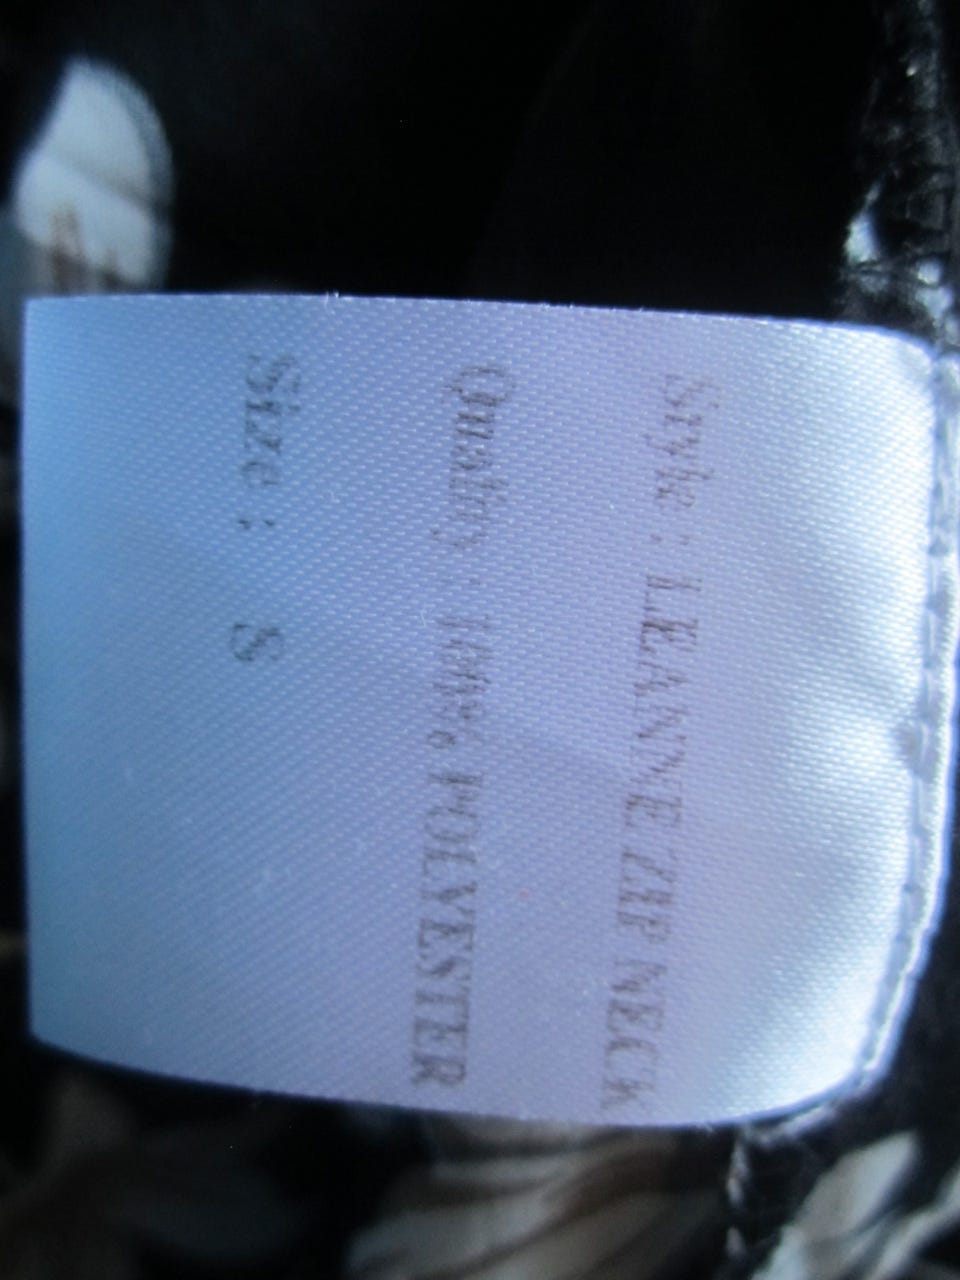 Style : LEANNE ZIP NECK
Quality : 100% POLYESTER
Size : S